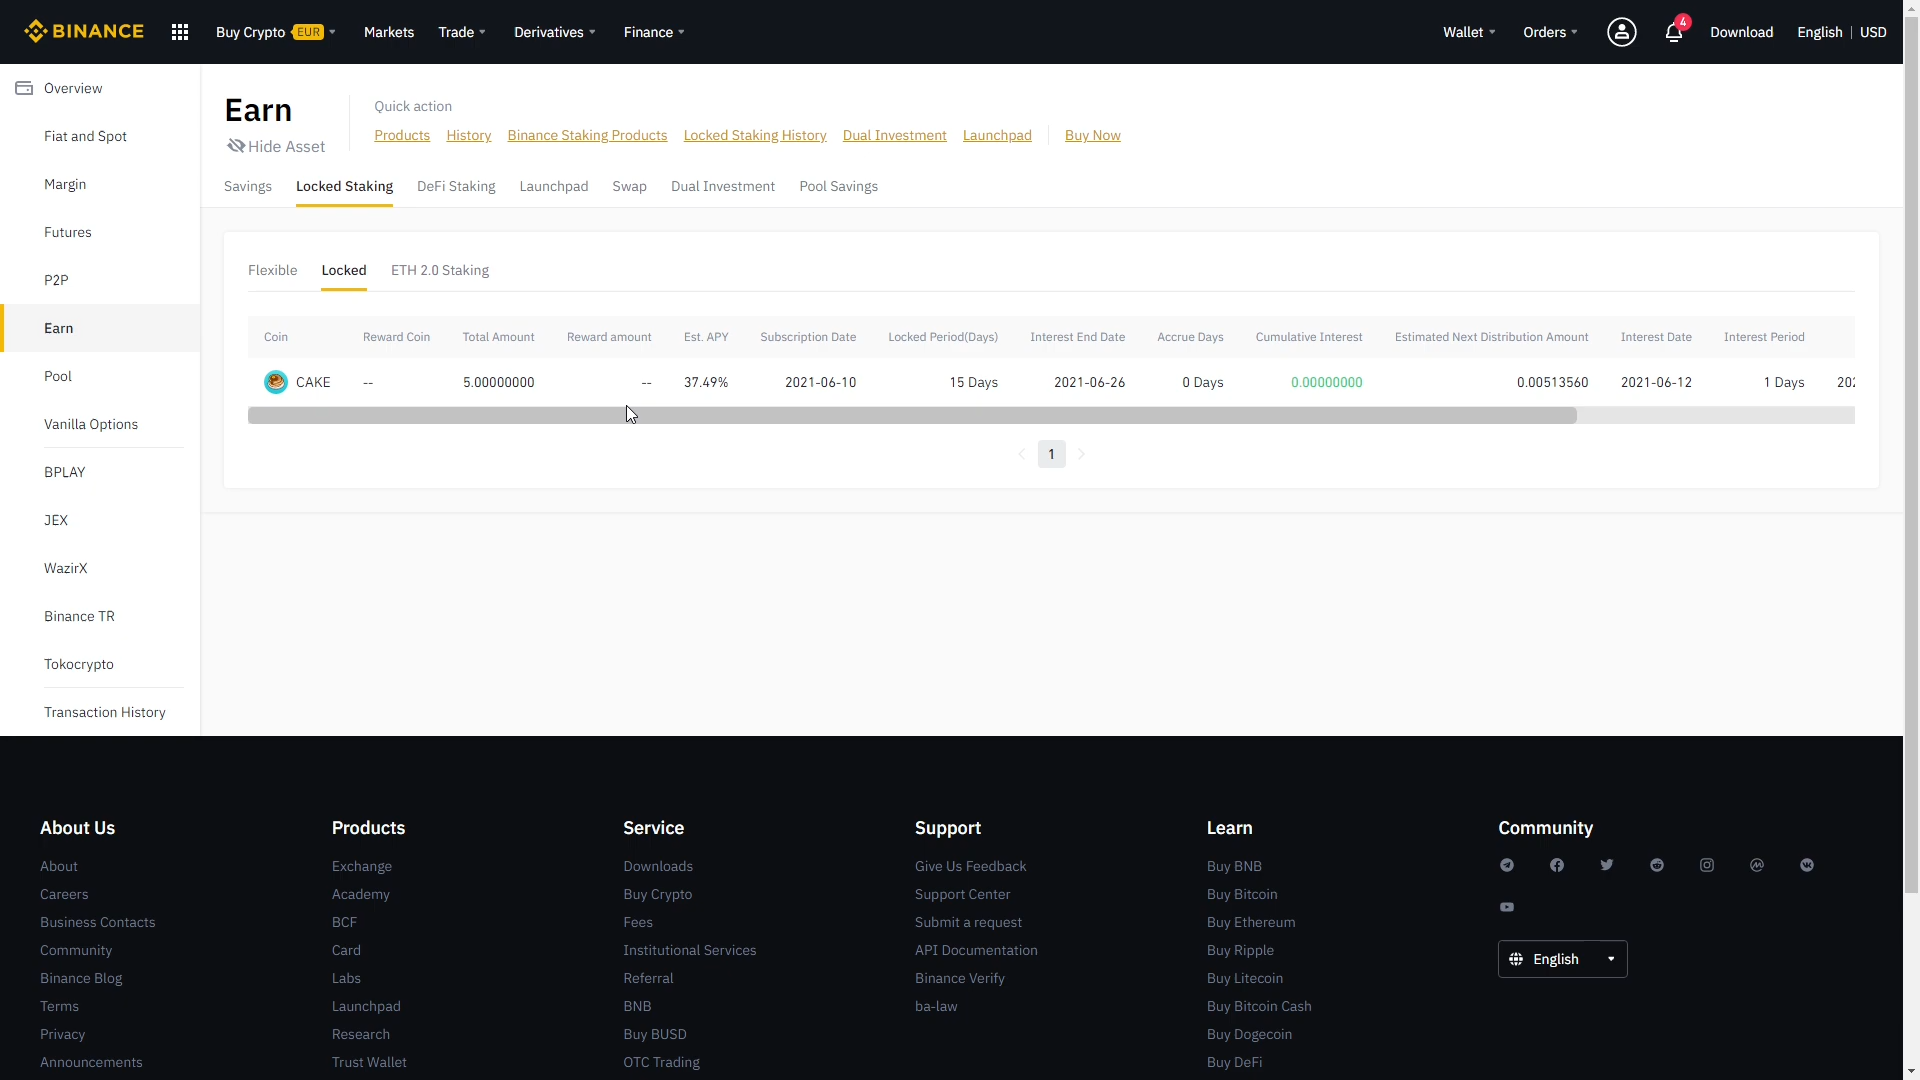 BINANCE Buy Crypto EUR Markets Trade Derivatives Finance Wallet Orders 4 Download English | USD
Overview
Fiat and Spot
Margin
Futures
P2P
Earn
Pool
Vanilla Options
BPLAY
JEX
WazirX
Binance TR
Tokocrypto
Transaction History
Earn
Hide Asset
Quick action
Products History Binance Staking Products Locked Staking History Dual Investment Launchpad Buy Now
Savings Locked Staking DeFi Staking Launchpad Swap Dual Investment Pool Savings
Flexible Locked ETH 2.0 Staking
Coin Reward Coin Total Amount Reward amount Est. APY Subscription Date Locked Period(Days) Interest End Date Accrue Days Cumulative Interest Estimated Next Distribution Amount Interest Date Interest Period
CAKE -- 5.00000000 -- 37.49% 2021-06-10 15 Days 2021-06-26 0 Days 0.00000000 0.00513560 2021-06-12 1 Days
1
About Us
About
Careers
Business Contacts
Community
Binance Blog
Terms
Privacy
Announcements
Products
Exchange
Academy
BCF
Card
Labs
Launchpad
Research
Trust Wallet
Service
Downloads
Buy Crypto
Fees
Institutional Services
Referral
BNB
Buy BUSD
OTC Trading
Support
Give Us Feedback
Support Center
Submit a request
API Documentation
Binance Verify
ba-law
Learn
Buy BNB
Buy Bitcoin
Buy Ethereum
Buy Ripple
Buy Litecoin
Buy Bitcoin Cash
Buy Dogecoin
Buy DeFi
Community
English